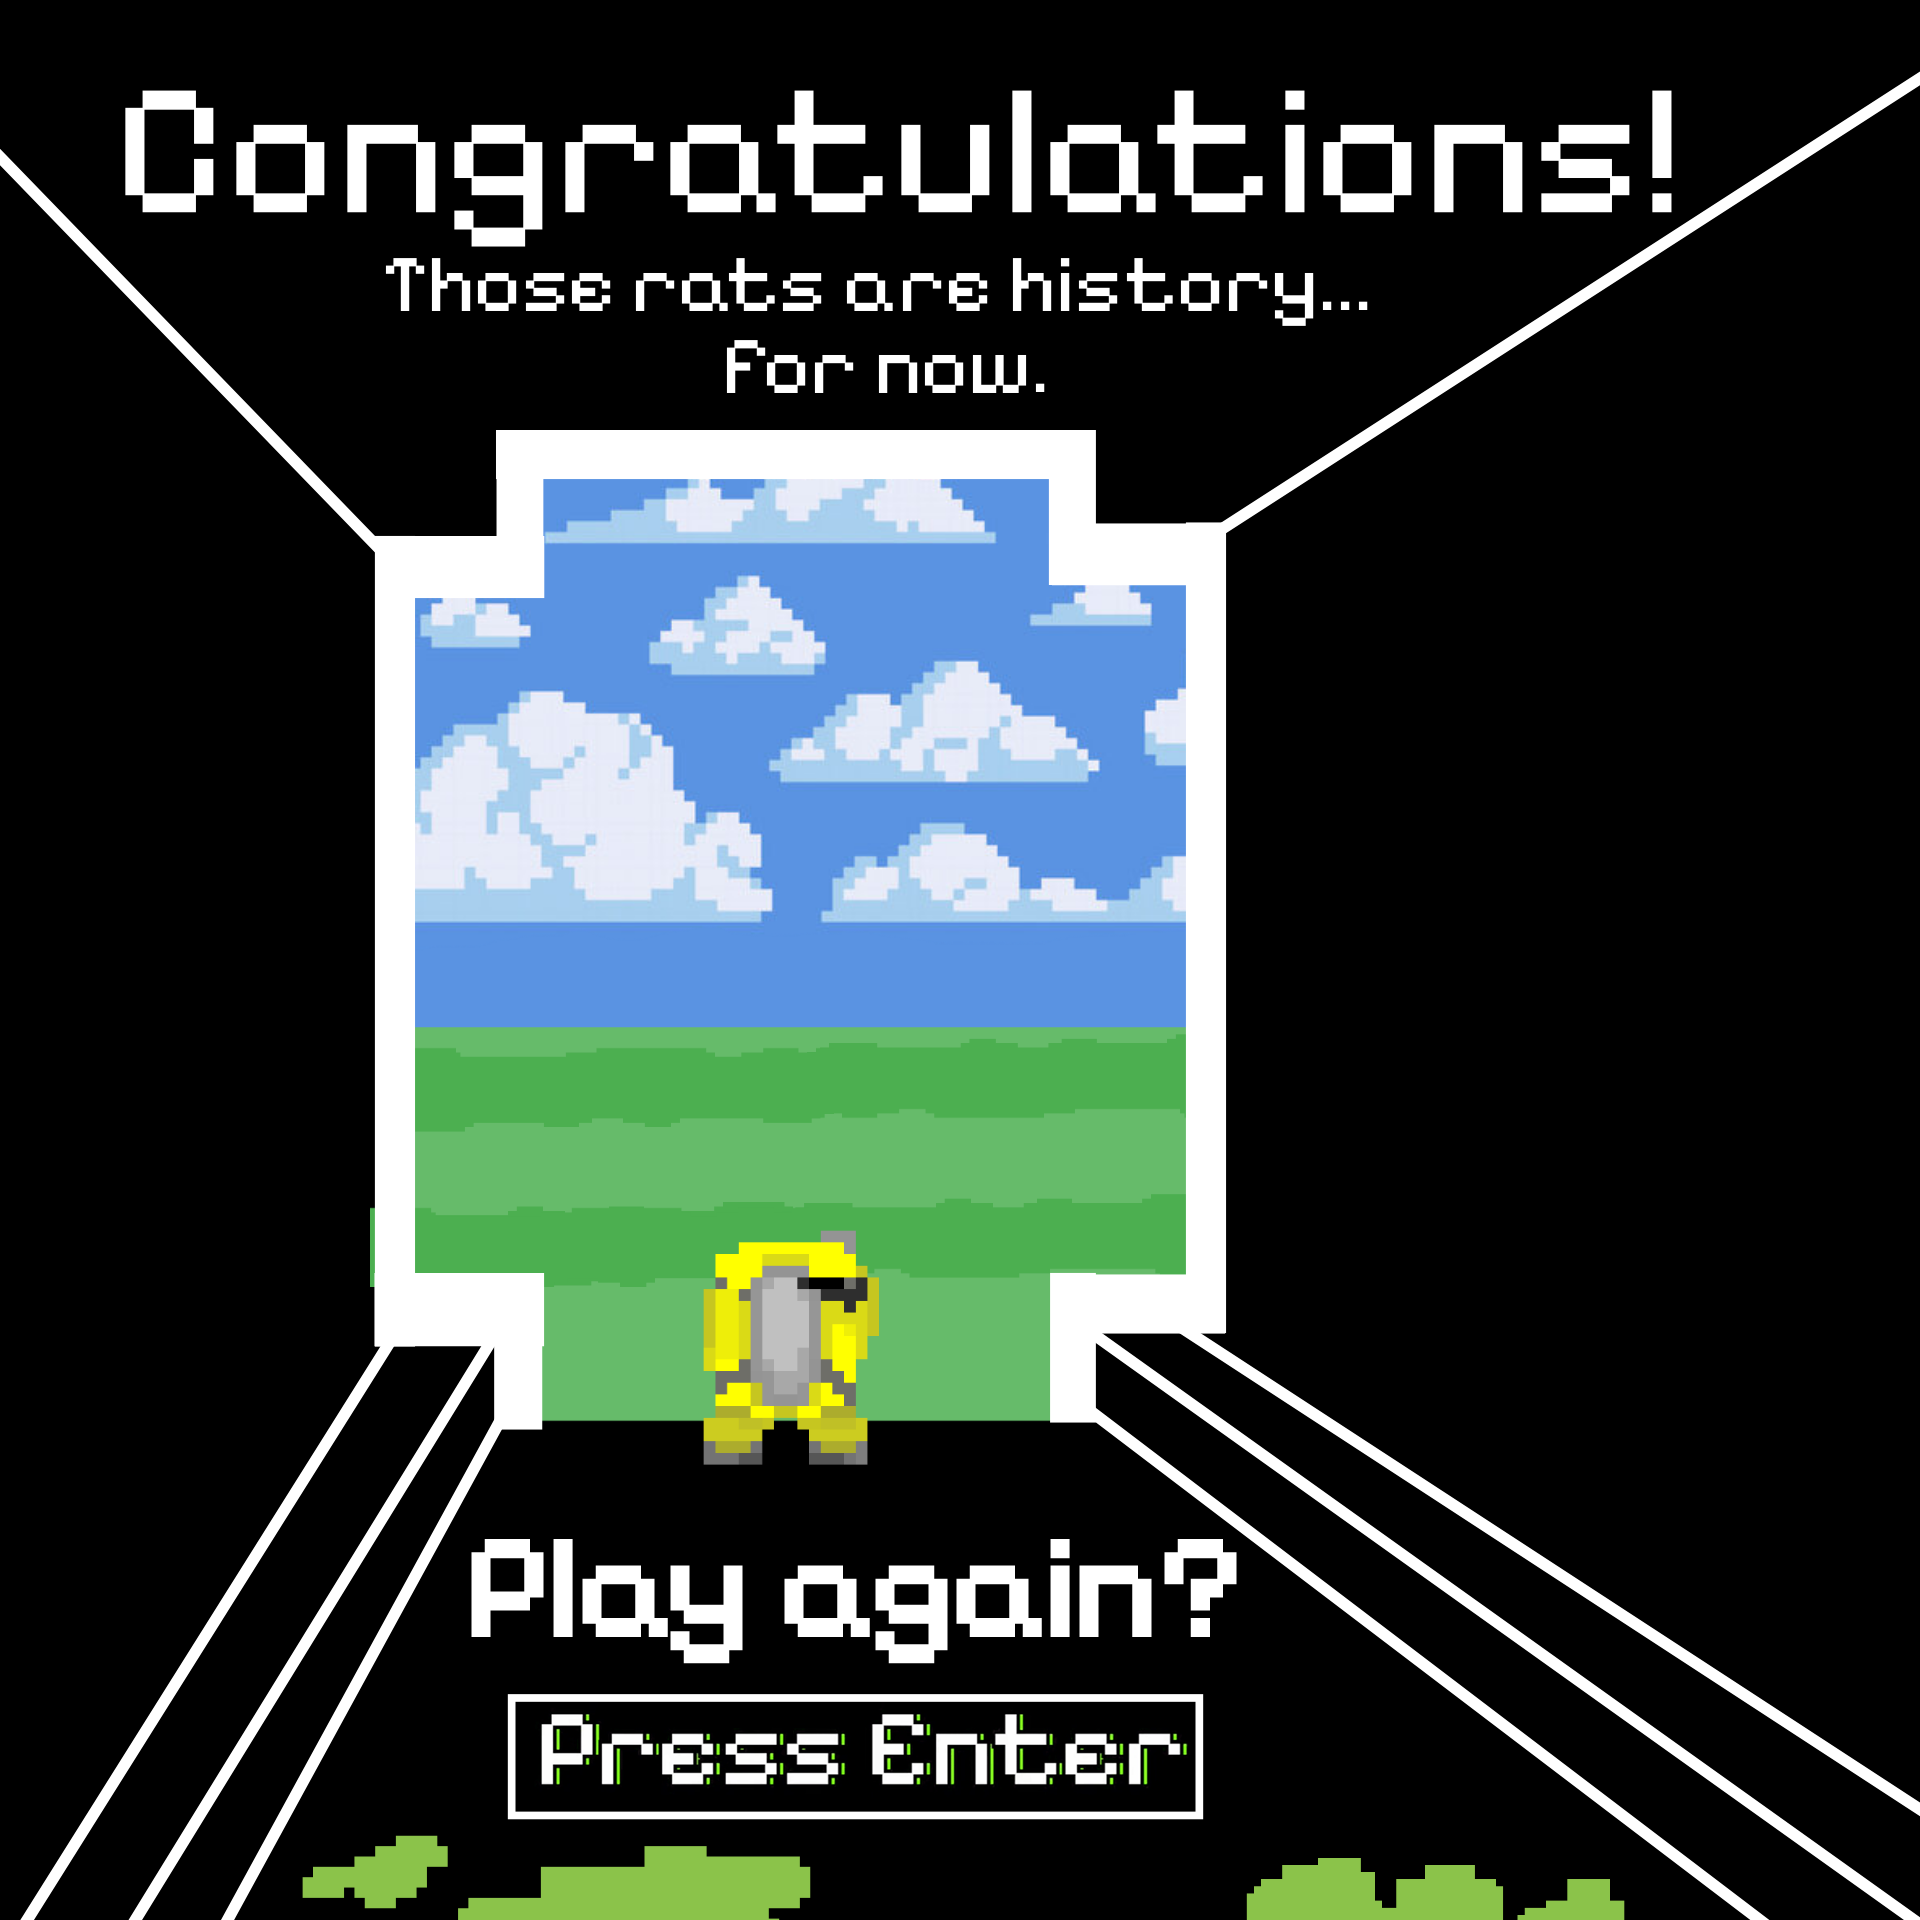 Congratulations!
Those rats are history...
For now.
Play again?
Press Enter